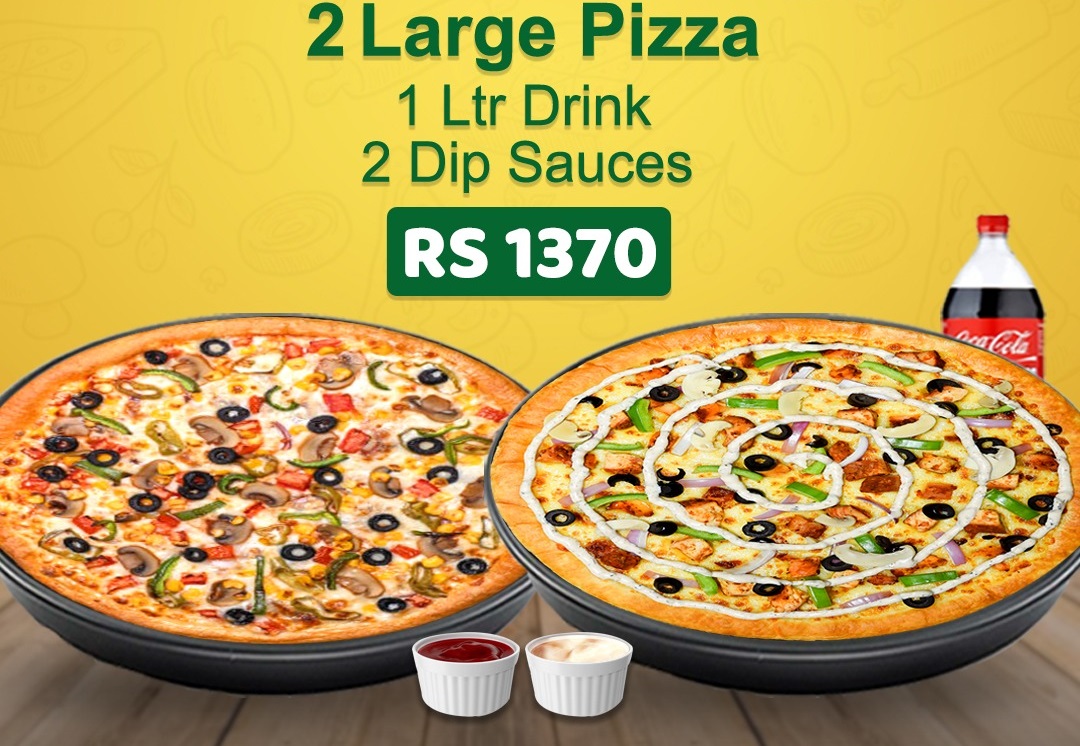 2 Large Pizza
1 Ltr Drink
2 Dip Sauces
RS 1370
Coca-Cola